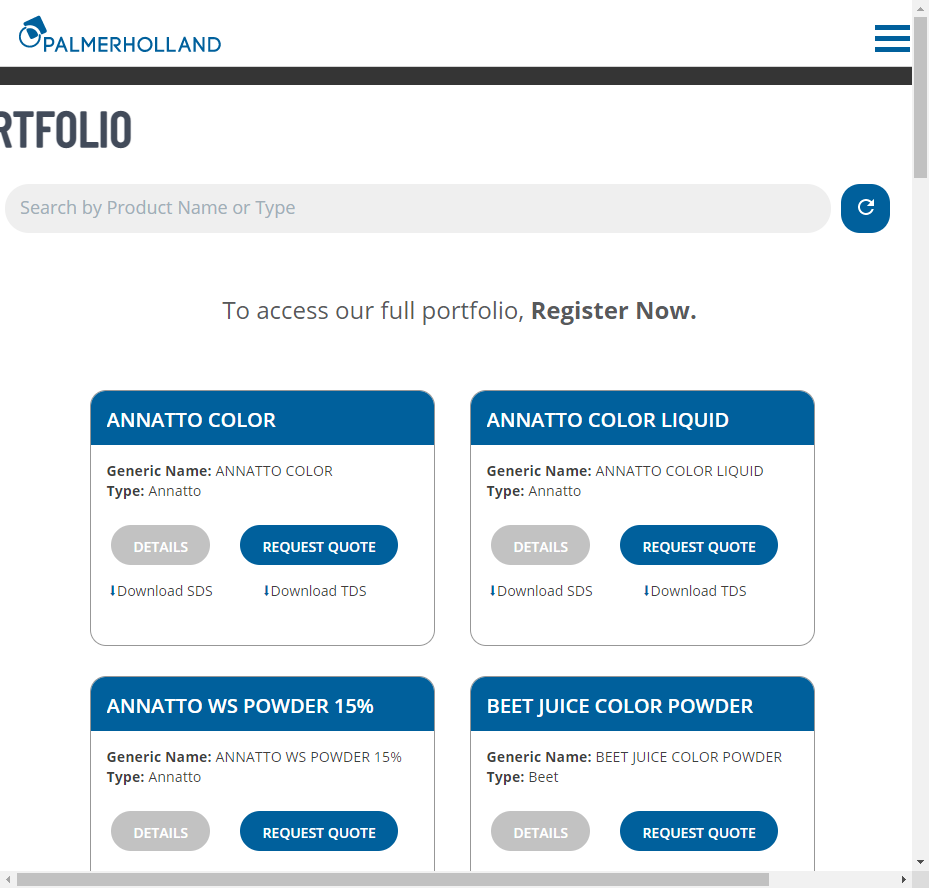 PALMERHOLLAND
RTFOLIO
Search by Product Name or Type
To access our full portfolio, Register Now.
ANNATTO COLOR
Generic Name: ANNATTO COLOR
Type: Annatto
DETAILS
REQUEST QUOTE
Download SDS
Download TDS
ANNATTO COLOR LIQUID
Generic Name: ANNATTO COLOR LIQUID
Type: Annatto
DETAILS
REQUEST QUOTE
Download SDS
Download TDS
ANNATTO WS POWDER 15%
Generic Name: ANNATTO WS POWDER 15%
Type: Annatto
DETAILS
REQUEST QUOTE
BEET JUICE COLOR POWDER
Generic Name: BEET JUICE COLOR POWDER
Type: Beet
DETAILS
REQUEST QUOTE